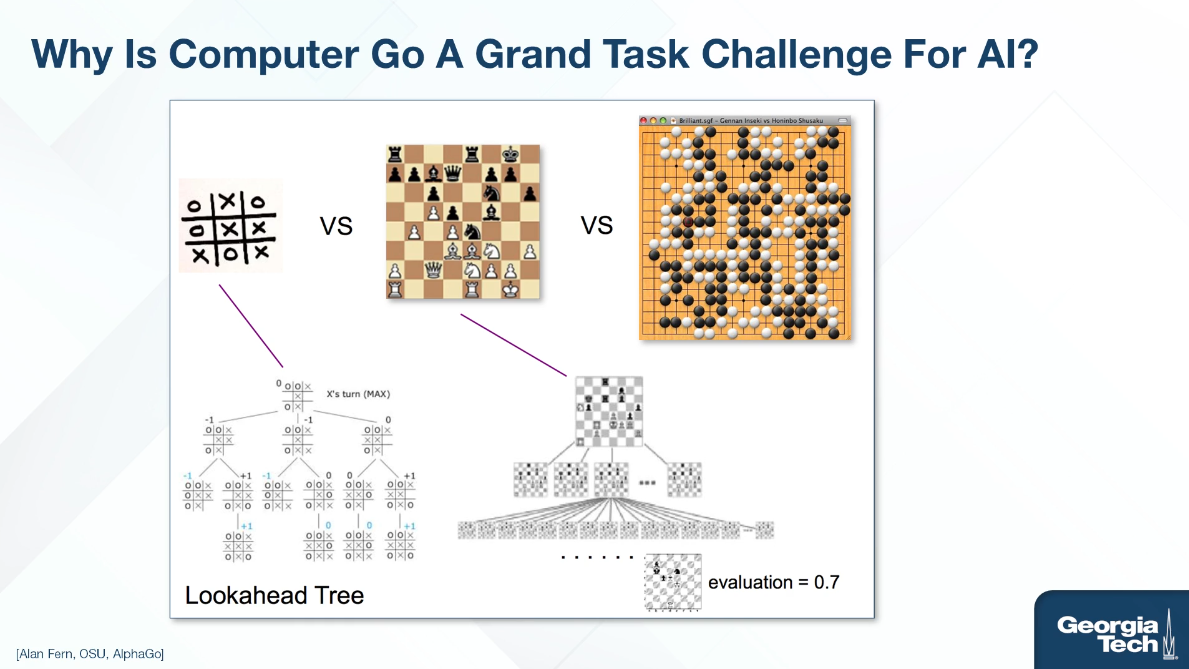 Why Is Computer Go A Grand Task Challenge For AI?
Brilliant.sgf – Gennan Inseki vs Honinbo Shusaku
O X O
O X X
X O X
VS
VS
0
O O X
X
O X
X's turn (MAX)
-1
-1
0
-1
+1
-1
0
0
+1
+1
0
0
+1
evaluation = 0.7
Lookahead Tree
[Alan Fern, OSU, AlphaGo]
Georgia
Tech